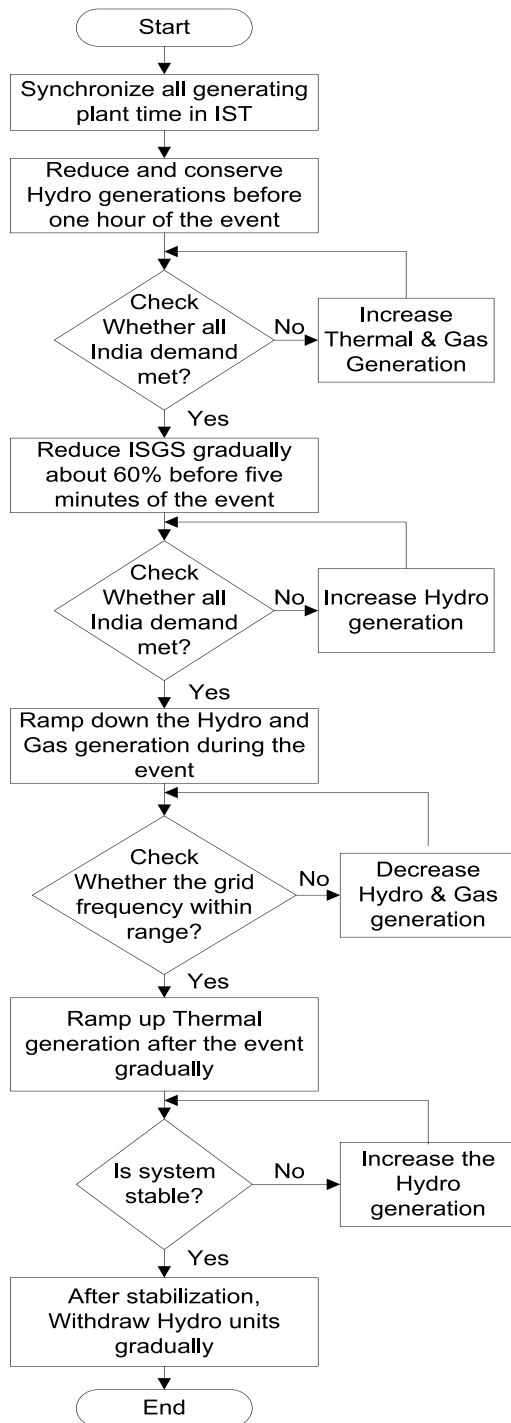 Start
Synchronize all generating
plant time in IST
Reduce and conserve
Hydro generations before
one hour of the event
Check
Whether all
India demand
met?
No
Increase
Thermal & Gas
Generation
Yes
Reduce ISGS gradually
about 60% before five
minutes of the event
Check
Whether all
India demand
met?
No
Increase Hydro
generation
Yes
Ramp down the Hydro and
Gas generation during the
event
Check
Whether the grid
frequency within
range?
No
Decrease
Hydro & Gas
generation
Yes
Ramp up Thermal
generation after the event
gradually
Is system
stable?
No
Increase the
Hydro
generation
Yes
After stabilization,
Withdraw Hydro units
gradually
End